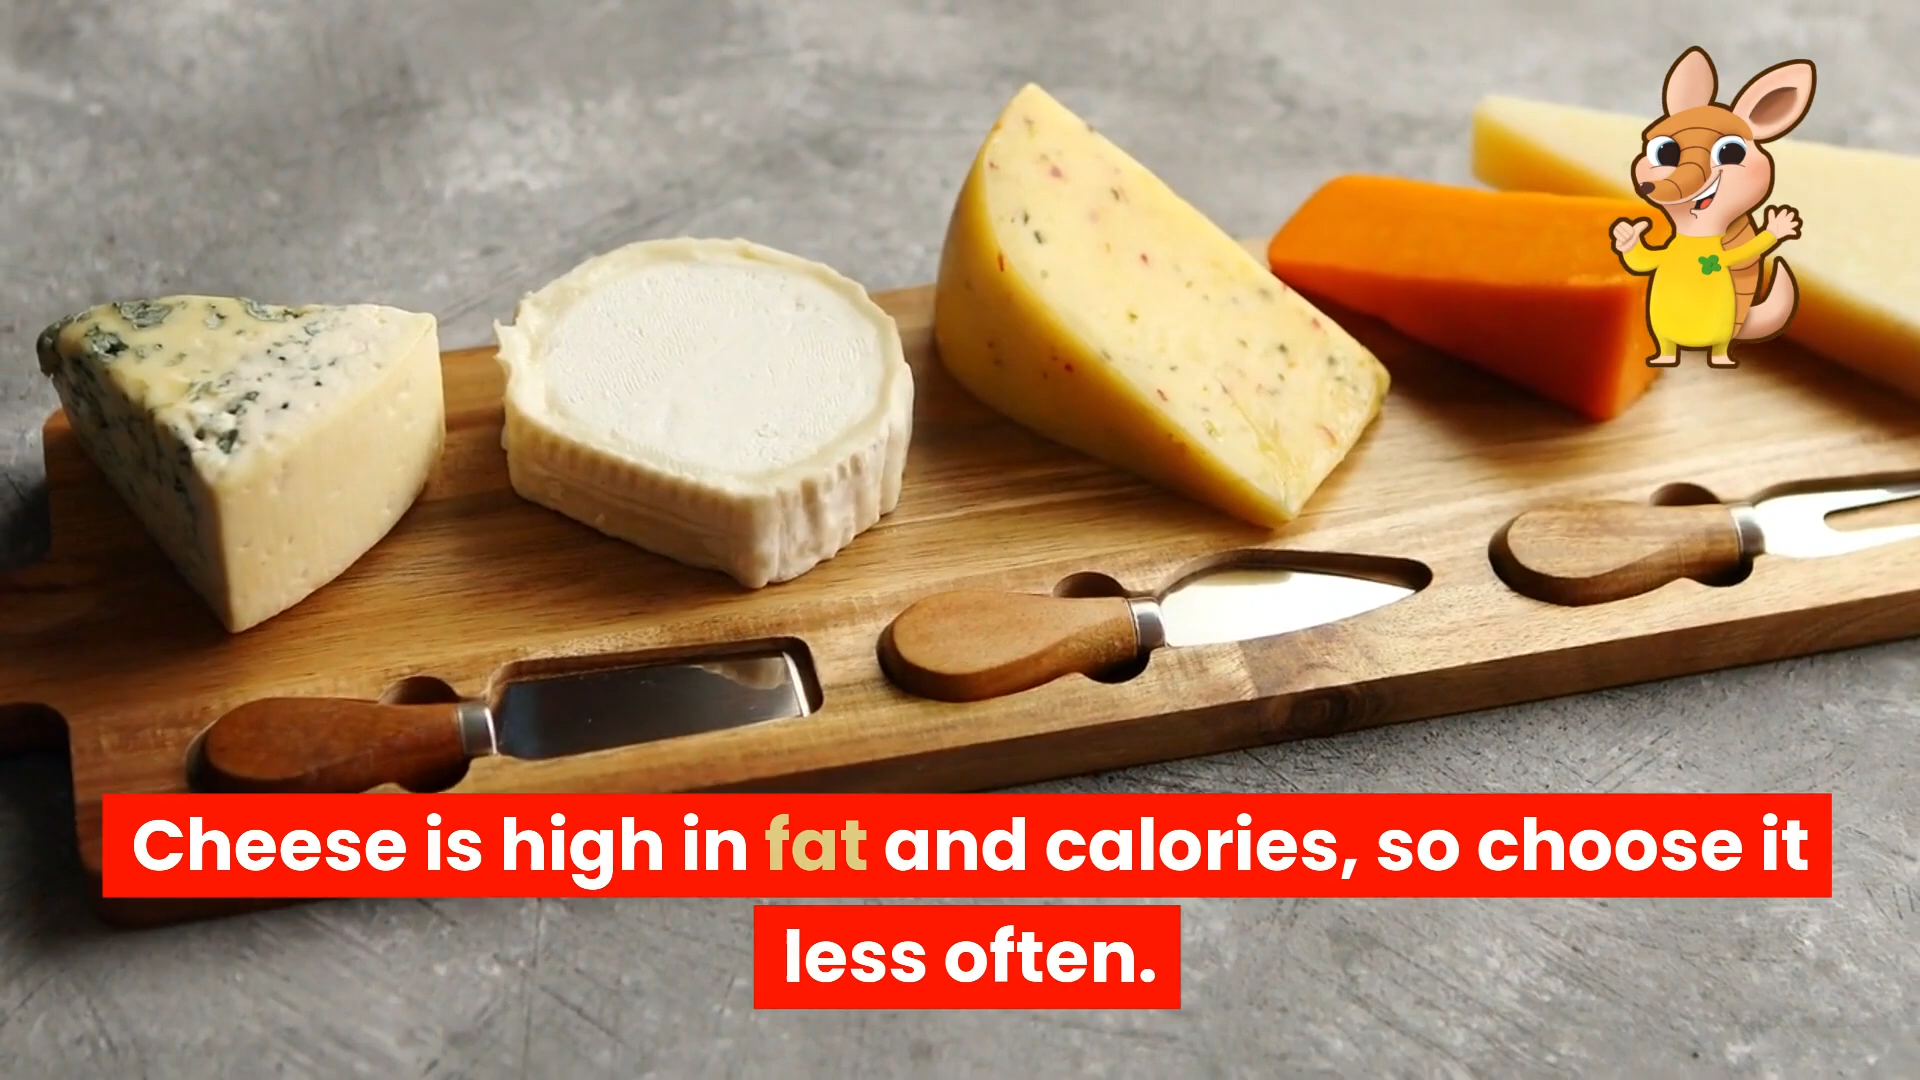 Cheese is high in fat and calories, so choose it
less often.